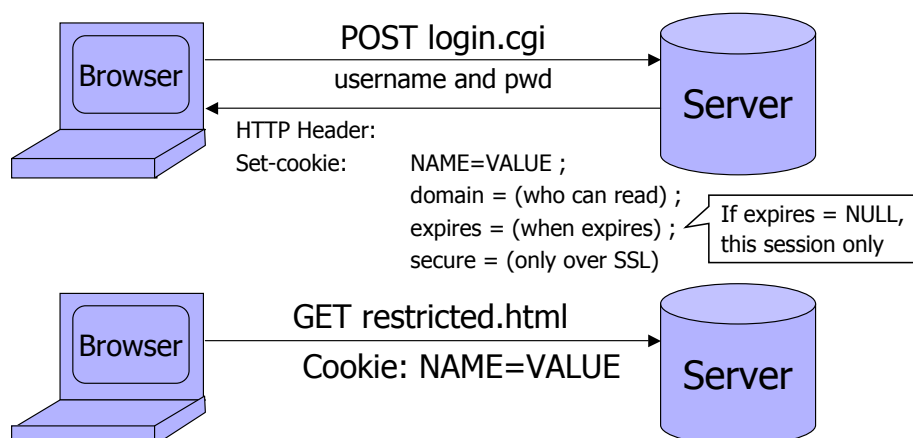 POST login.cgi
Browser
username and pwd
Server
HTTP Header:
Set-cookie: NAME=VALUE ;
domain = (who can read) ;
expires = (when expires) ;
If expires = NULL,
this session only
secure = (only over SSL)
GET restricted.html
Browser
Cookie: NAME=VALUE
Server